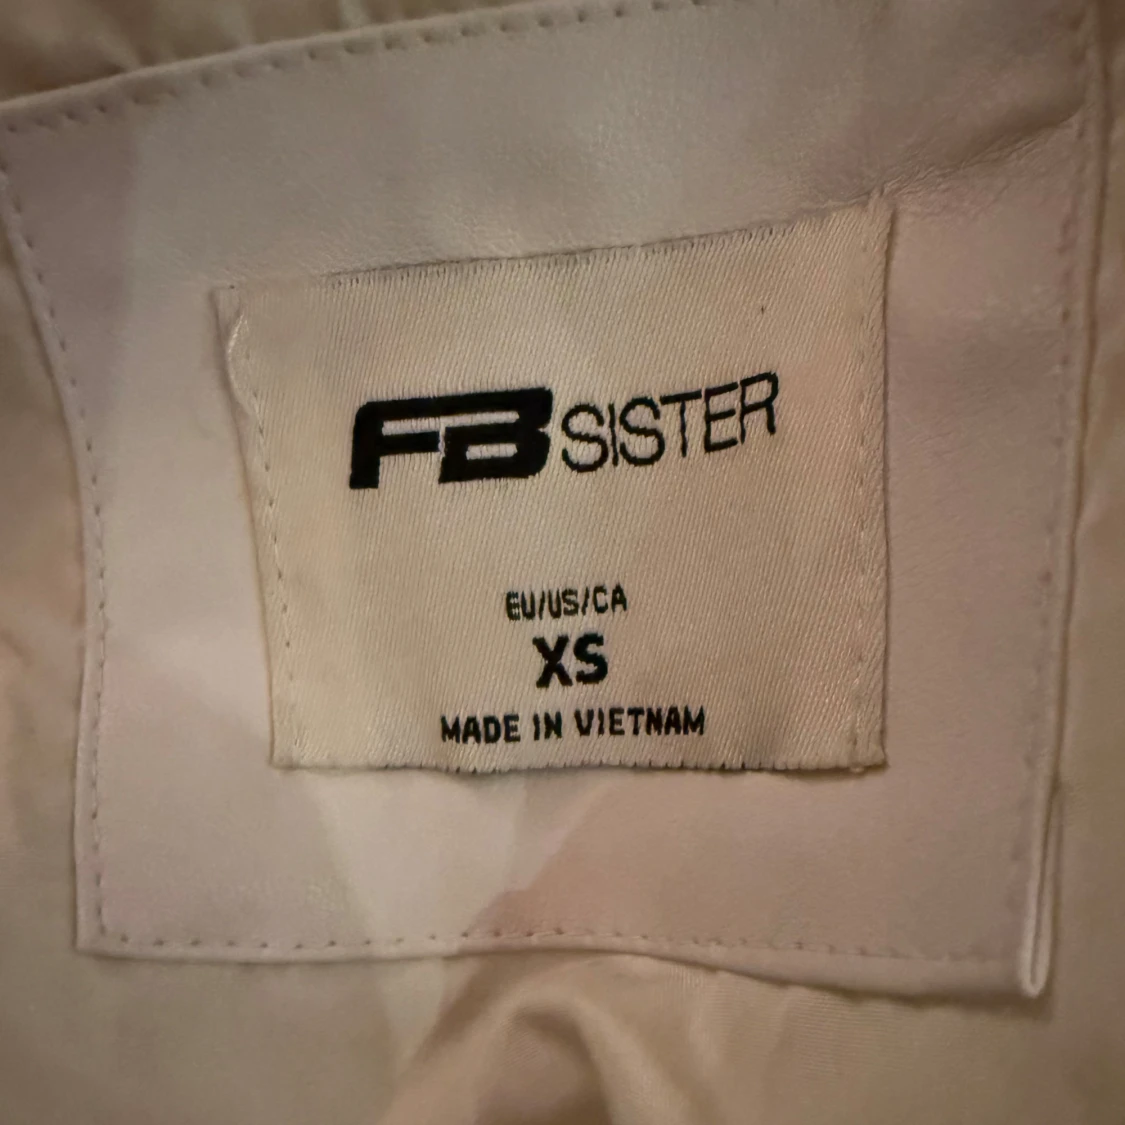 FB SISTER
EU/US/CA
XS
MADE IN VIETNAM